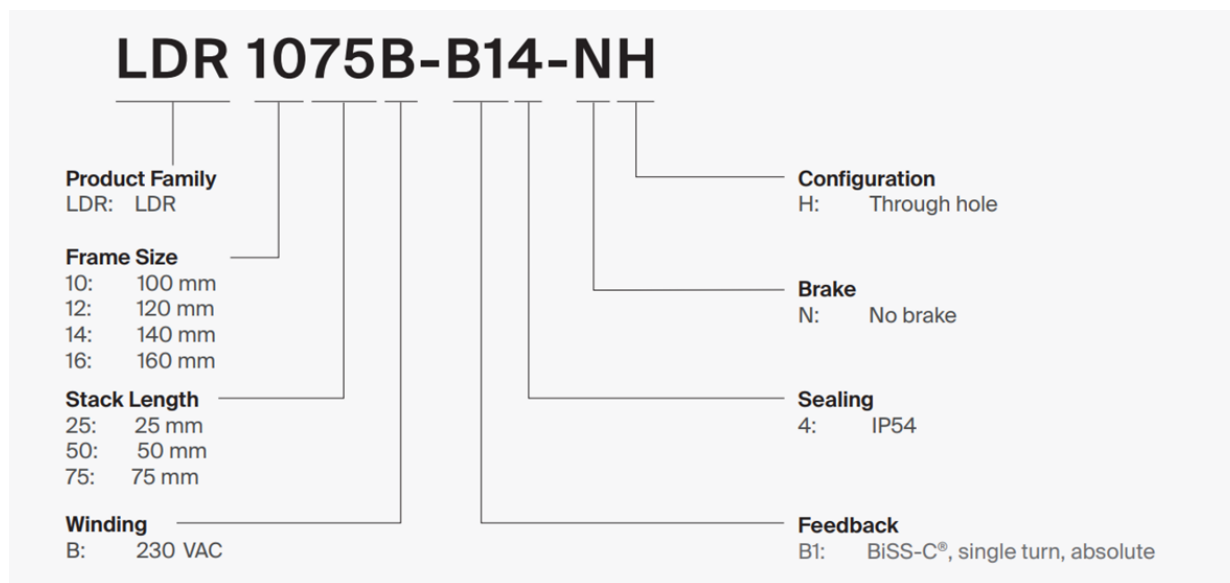 LDR 1075B-B14-NH
Product Family
LDR: LDR
Frame Size
10: 100 mm
12: 120 mm
14: 140 mm
16: 160 mm
Stack Length
25: 25 mm
50: 50 mm
75: 75 mm
Winding
B: 230 VAC
Configuration
H: Through hole
Brake
N: No brake
Sealing
4: IP54
Feedback
B1: BiSS-C®, single turn, absolute